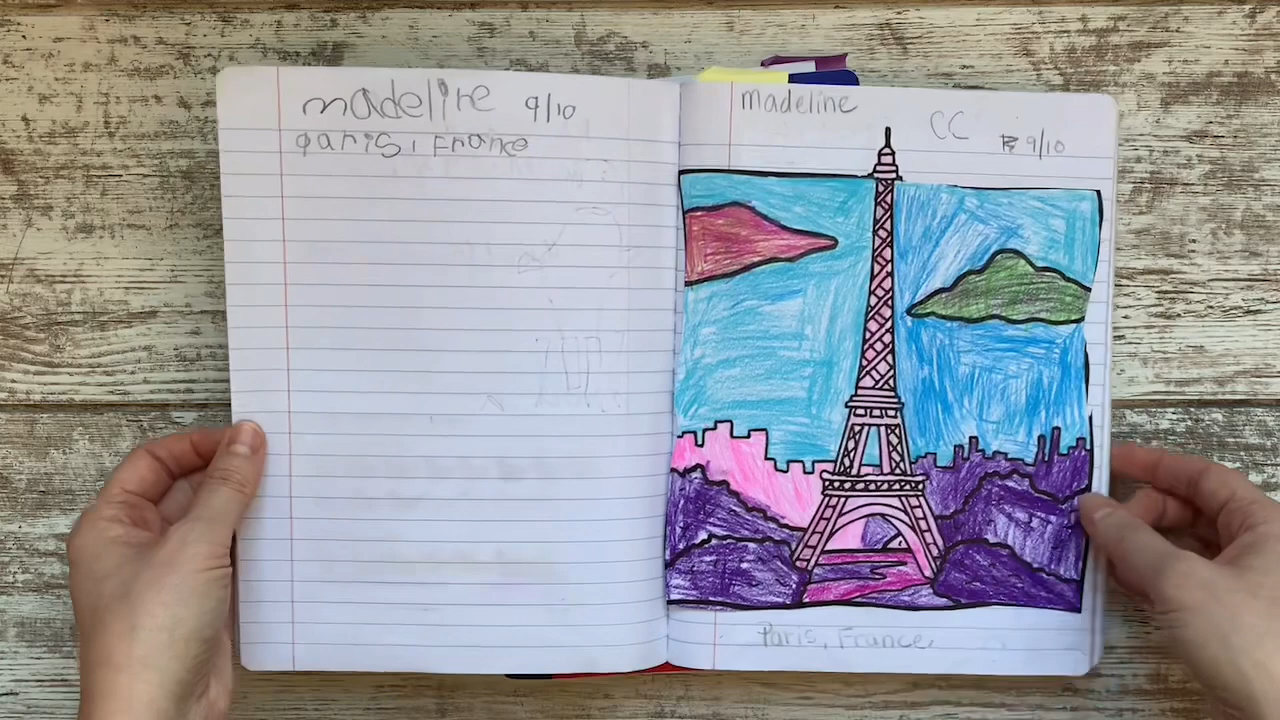 madeline 9/10
paris, France
madeline
CC
9/10
Paris, France.